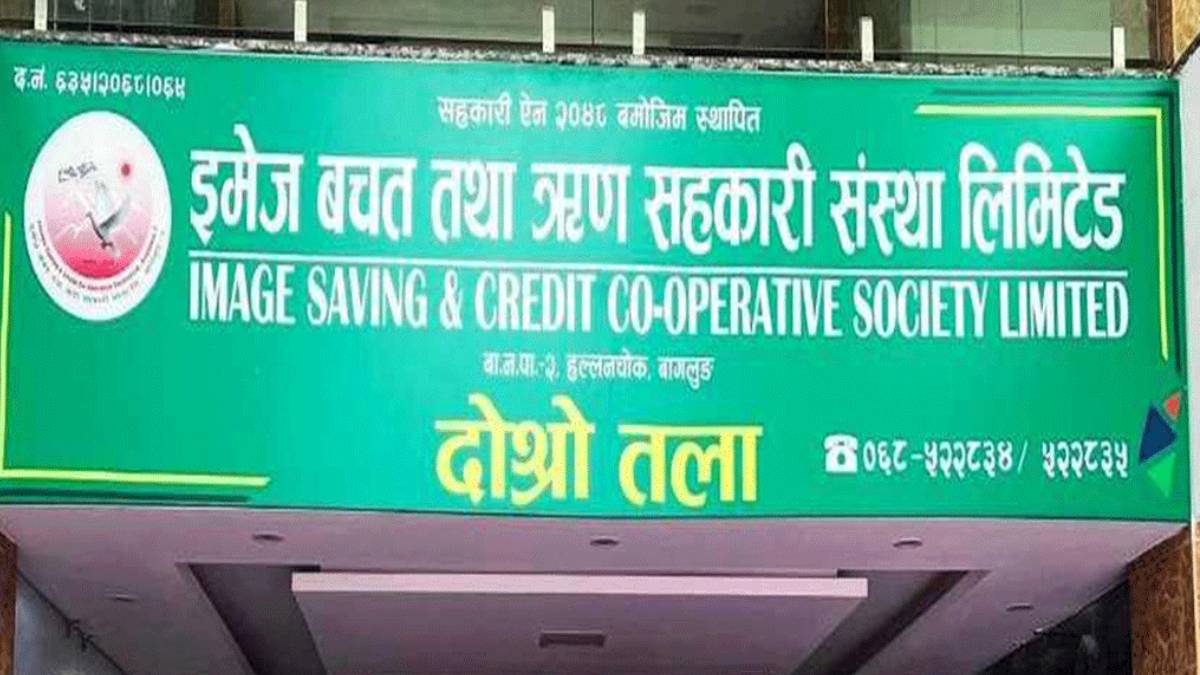 द.नं. ६३५।२०६८।०६९
सहकारी ऐन २०४८ बमोजिम स्थापित
इमेज बचत तथा ऋण सहकारी संस्था लिमिटेड
IMAGE SAVING & CREDIT CO-OPERATIVE SOCIETY LIMITED
बा.न.पा.-२, हुल्लनचोक, बागलुङ
दोश्रो तला
☎०६८-५२२८३४/ ५२२८३५